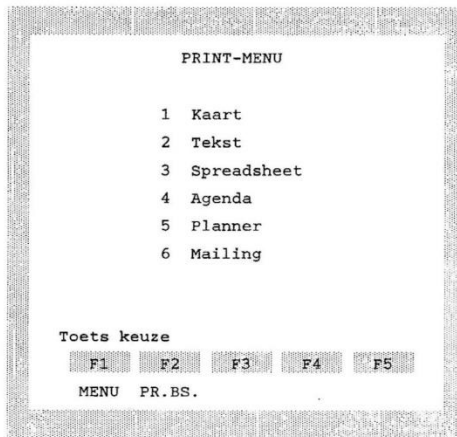 PRINT-MENU
1 Kaart
2 Tekst
3 Spreadsheet
4 Agenda
5 Planner
6 Mailing
Toets keuze
F1 F2 F3 F4 F5
MENU PR.BS.